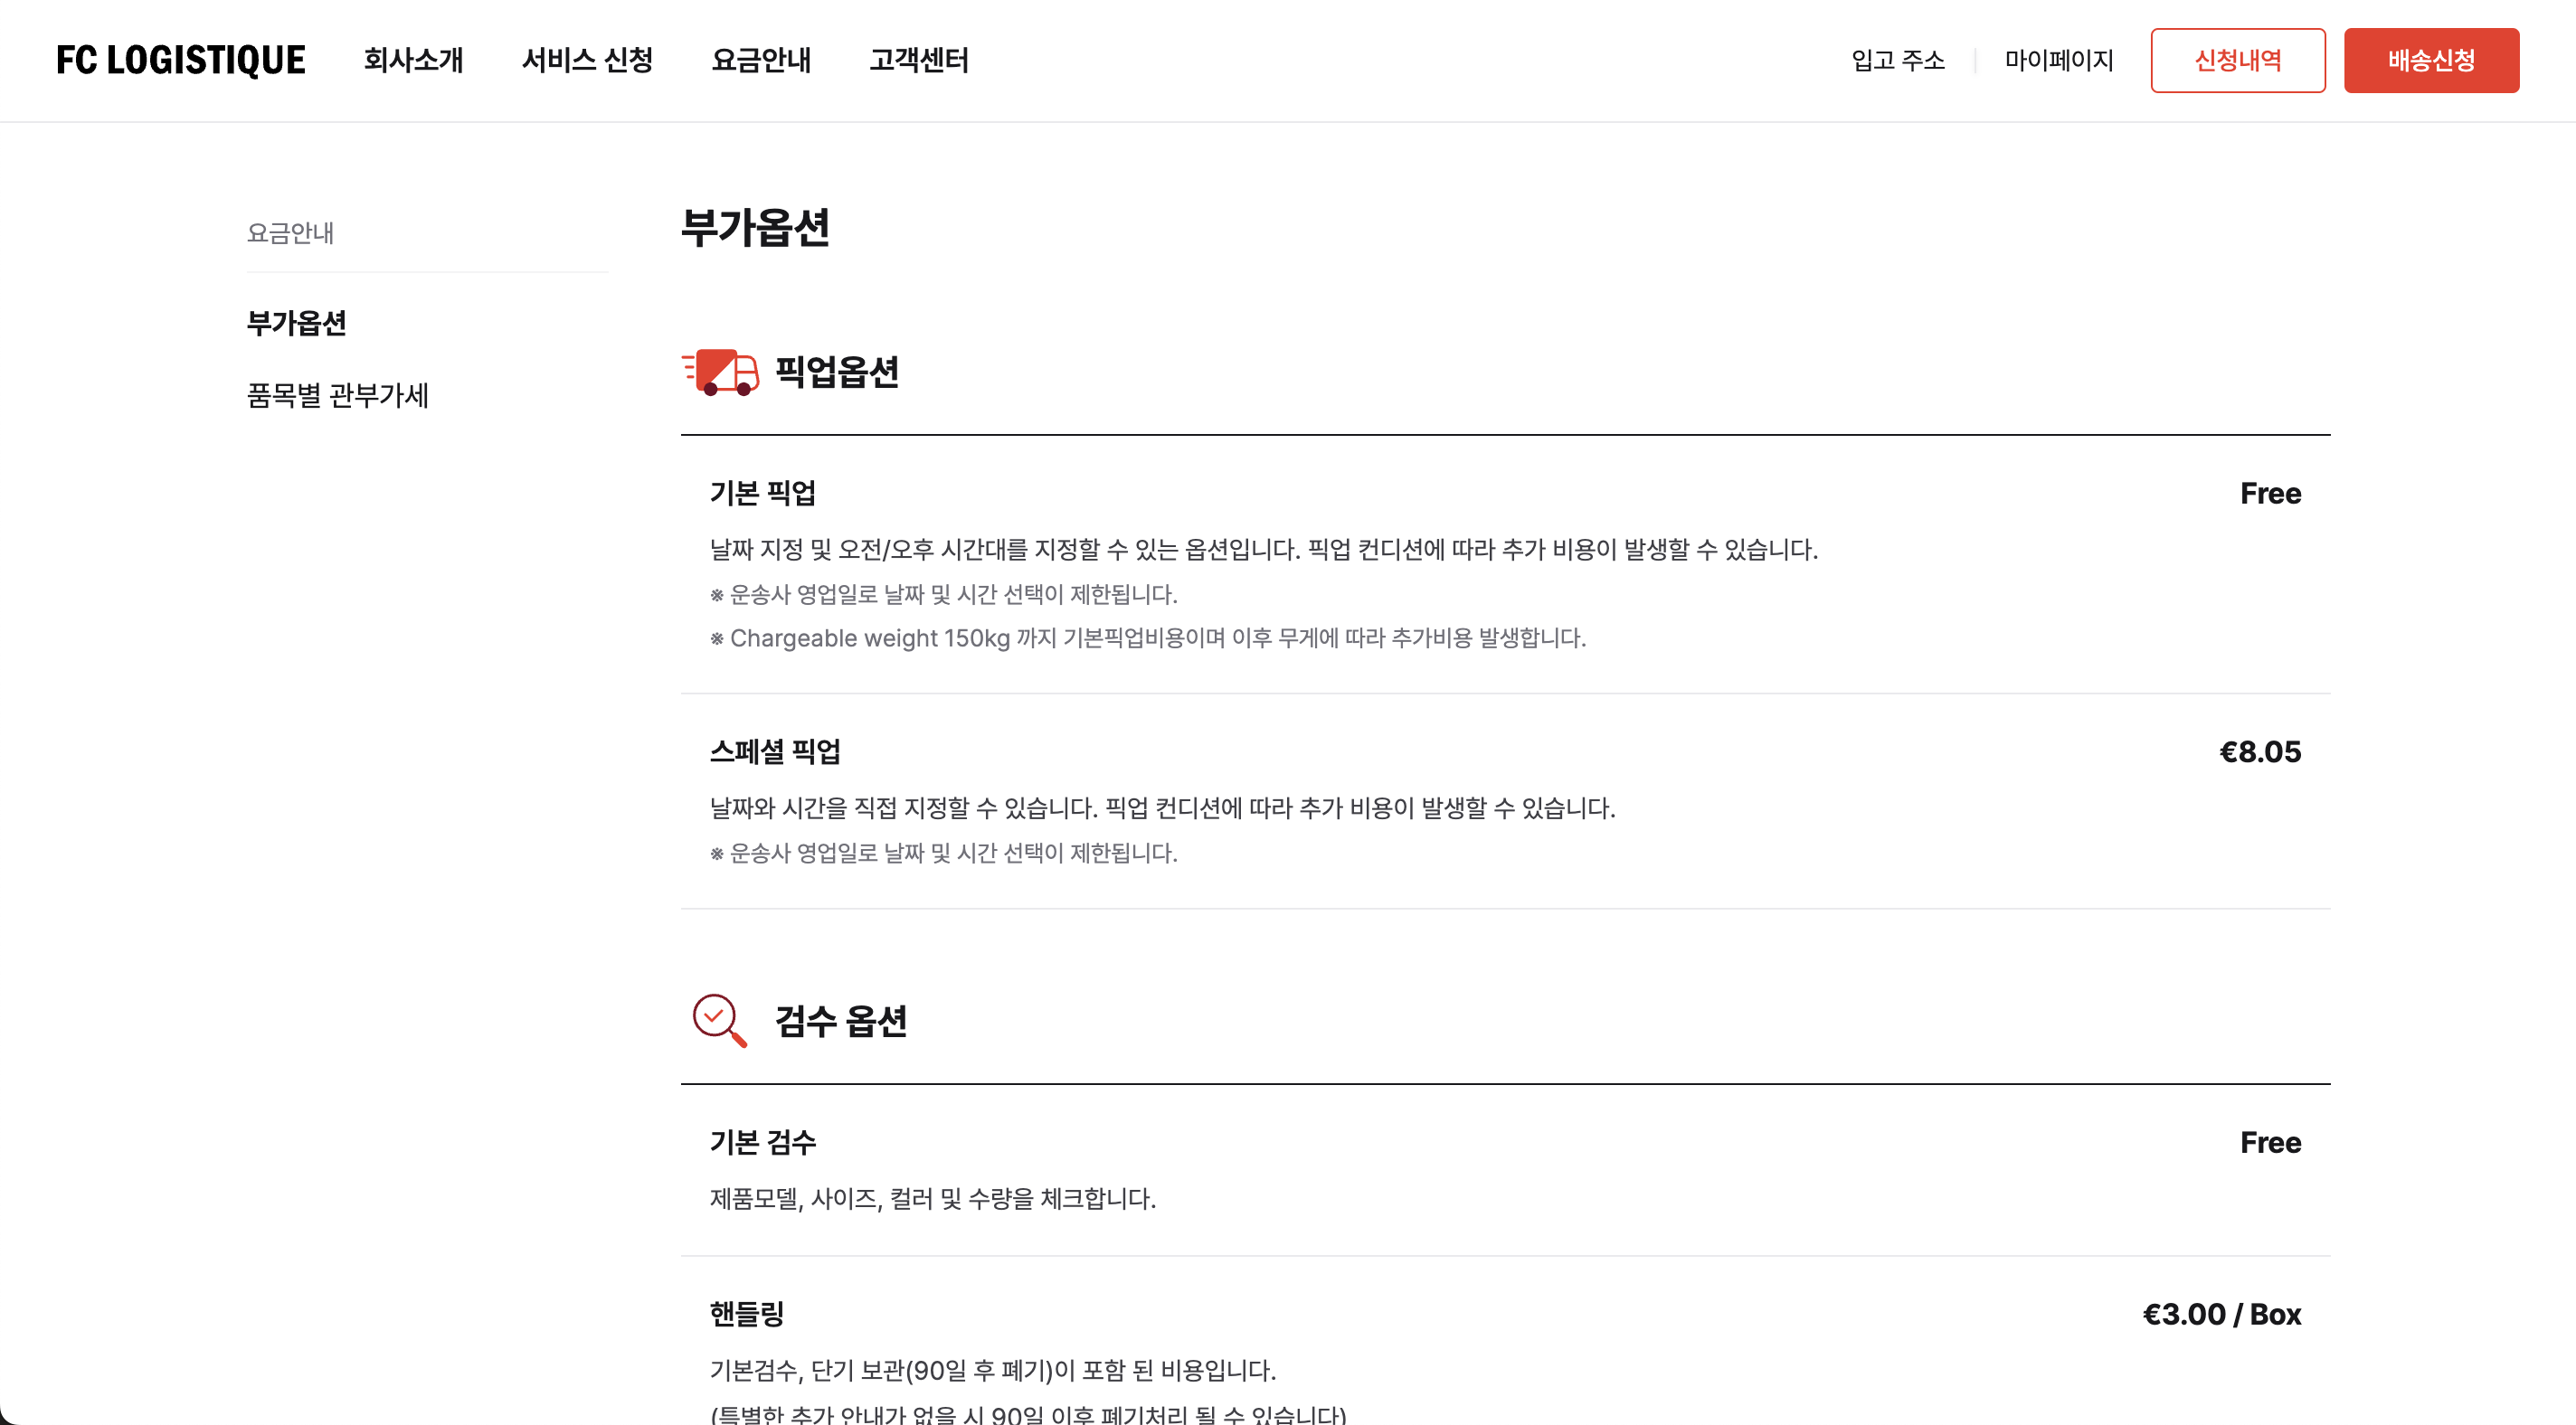 FC LOGISTIQUE
회사소개
서비스 신청
요금안내
고객센터
입고 주소
마이페이지
신청내역
배송신청
요금안내
부가옵션
품목별 관부가세
부가옵션
픽업옵션
기본 픽업
Free
날짜 지정 및 오전/오후 시간대를 지정할 수 있는 옵션입니다. 픽업 컨디션에 따라 추가 비용이 발생할 수 있습니다.
※ 운송사 영업일로 날짜 및 시간 선택이 제한됩니다.
※ Chargeable weight 150kg 까지 기본픽업비용이며 이후 무게에 따라 추가비용 발생합니다.
스페셜 픽업
€8.05
날짜와 시간을 직접 지정할 수 있습니다. 픽업 컨디션에 따라 추가 비용이 발생할 수 있습니다.
※ 운송사 영업일로 날짜 및 시간 선택이 제한됩니다.
검수 옵션
기본 검수
Free
제품모델, 사이즈, 컬러 및 수량을 체크합니다.
핸들링
€3.00 / Box
기본검수, 단기 보관(90일 후 폐기)이 포함 된 비용입니다.
(특별한 추가 안내가 없을 시 90일 이후 폐기처리 될 수 있습니다)